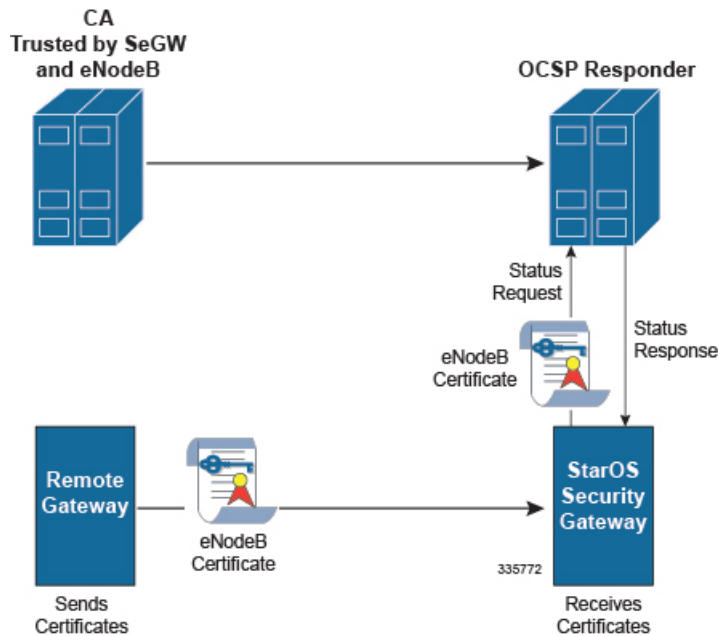 CA
Trusted by SeGW
and eNodeB
OCSP Responder
Status
Request
Status
Response
eNodeB
Certificate
Remote
Gateway
eNodeB
Certificate
StarOS
Security
Gateway
335772
Sends
Certificates
Receives
Certificates